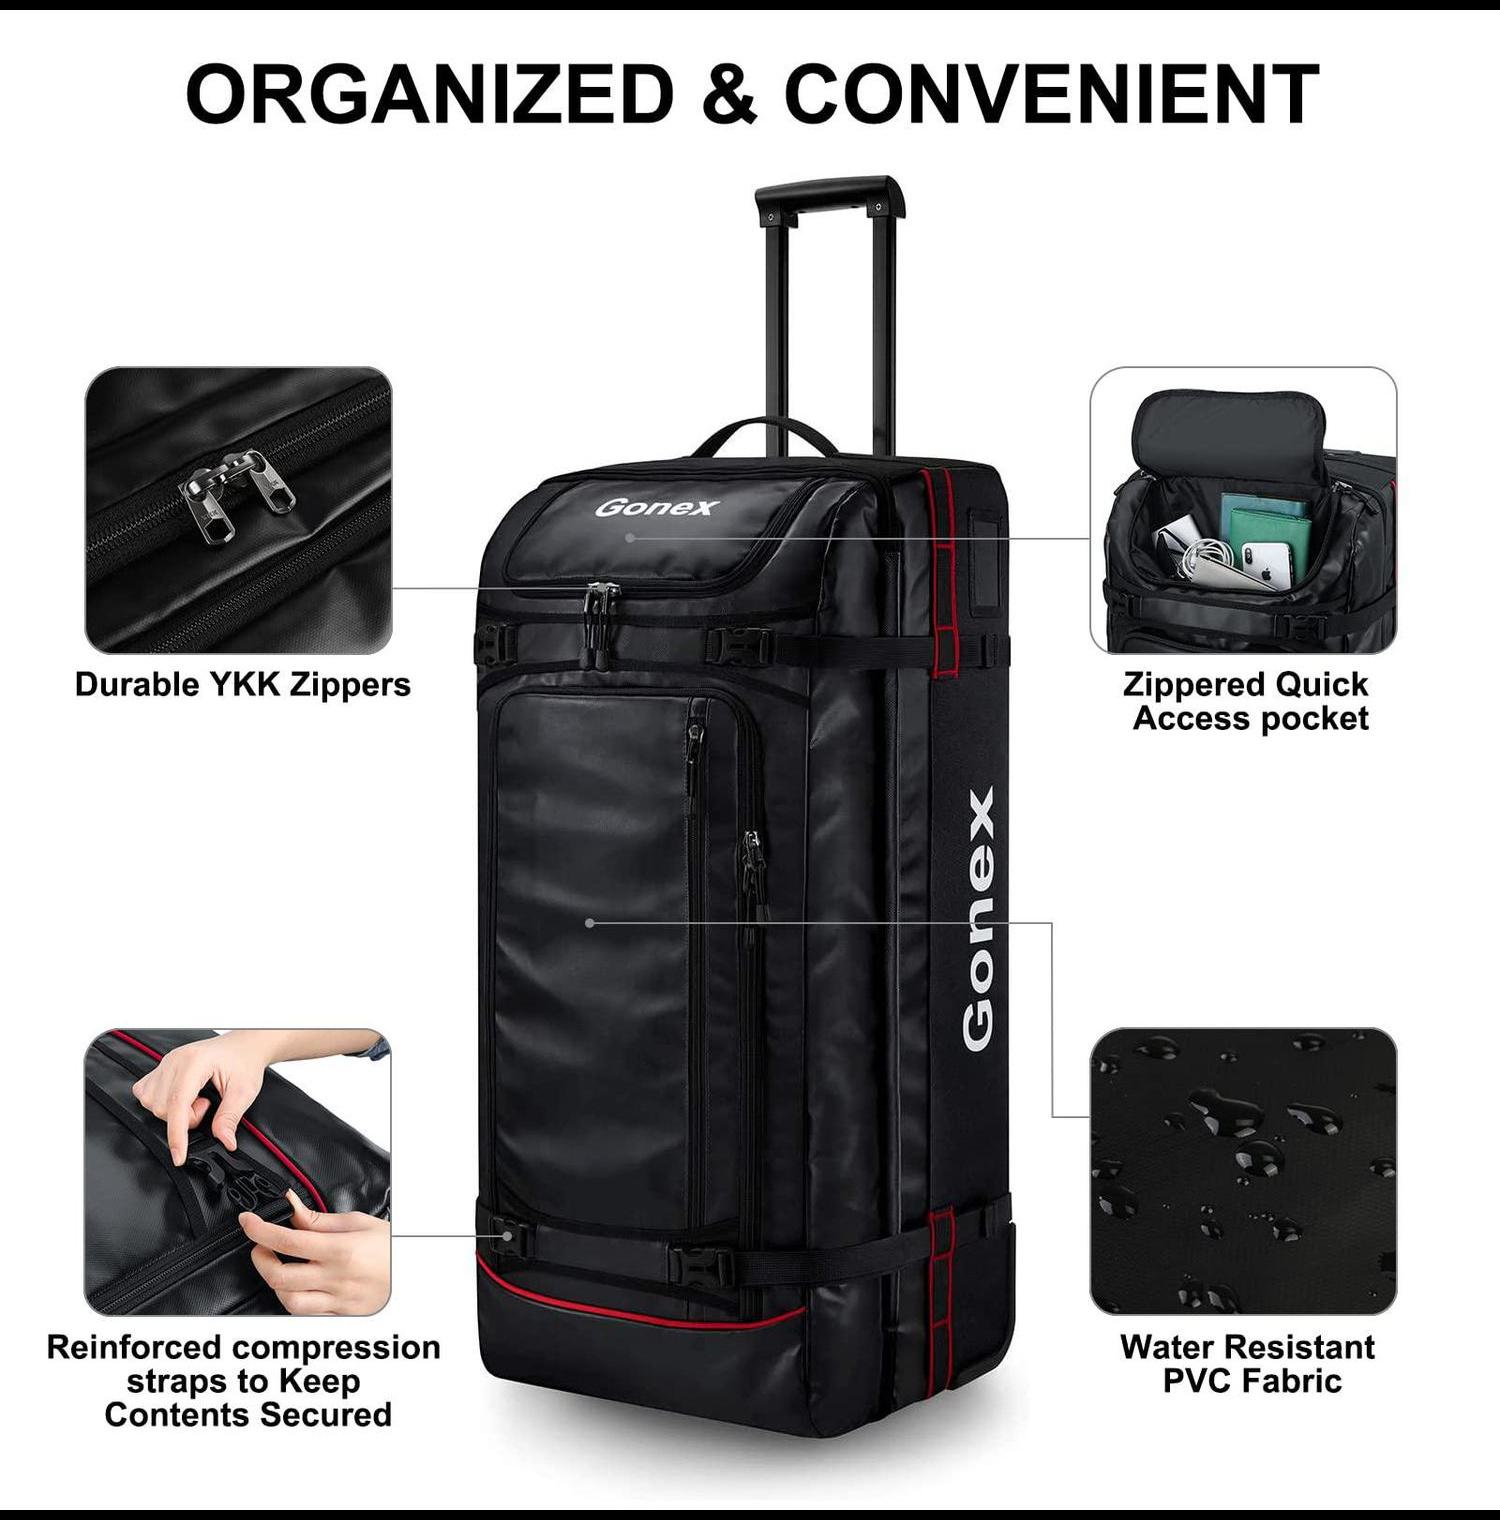 ORGANIZED & CONVENIENT
Gonex
Durable YKK Zippers
Zippered Quick
Access pocket
Gonex
Reinforced compression
straps to Keep
Contents Secured
Water Resistant
PVC Fabric